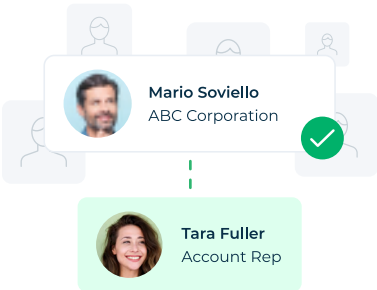 Mario Soviello
ABC Corporation
Tara Fuller
Account Rep